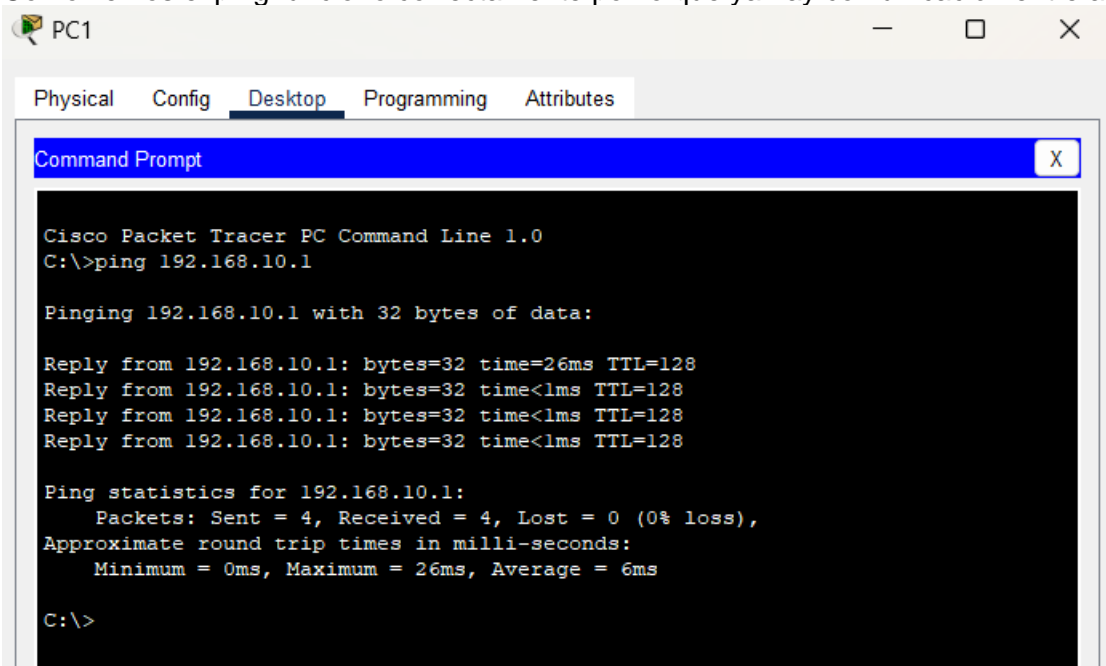 PC1
Physical Config Desktop Programming Attributes
Command Prompt
X
Cisco Packet Tracer PC Command Line 1.0
C:\>ping 192.168.10.1
Pinging 192.168.10.1 with 32 bytes of data:
Reply from 192.168.10.1: bytes=32 time=26ms TTL=128
Reply from 192.168.10.1: bytes=32 time<1ms TTL=128
Reply from 192.168.10.1: bytes=32 time<1ms TTL=128
Reply from 192.168.10.1: bytes=32 time<1ms TTL=128
Ping statistics for 192.168.10.1:
Packets: Sent = 4, Received = 4, Lost = 0 (0% loss),
Approximate round trip times in milli-seconds:
Minimum = 0ms, Maximum = 26ms, Average = 6ms
C:\>